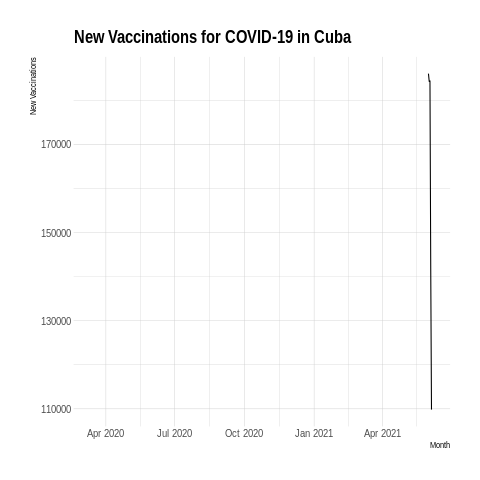 New Vaccinations for COVID-19 in Cuba
New Vaccinations
170000
150000
130000
110000
Apr 2020 Jul 2020 Oct 2020 Jan 2021 Apr 2021
Month